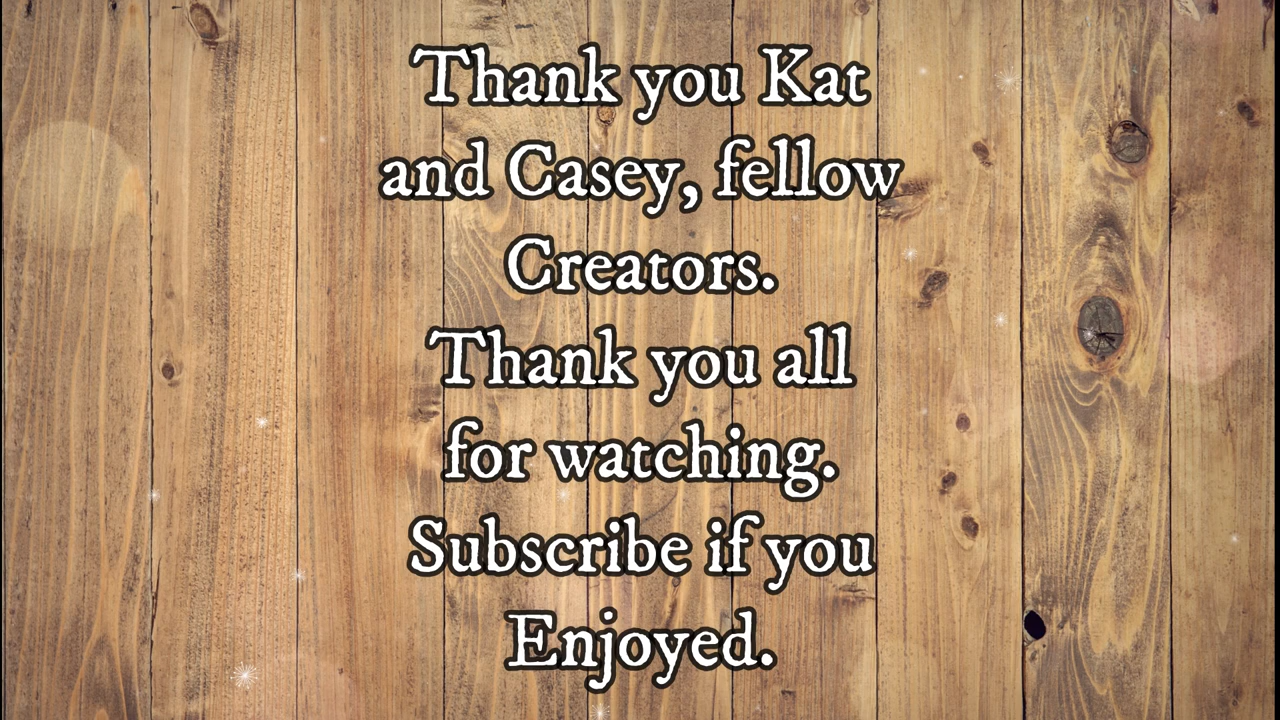 Thank you Kat
and Casey, fellow
Creators.
Thank you all
for watching.
Subscribe if you
Enjoyed.